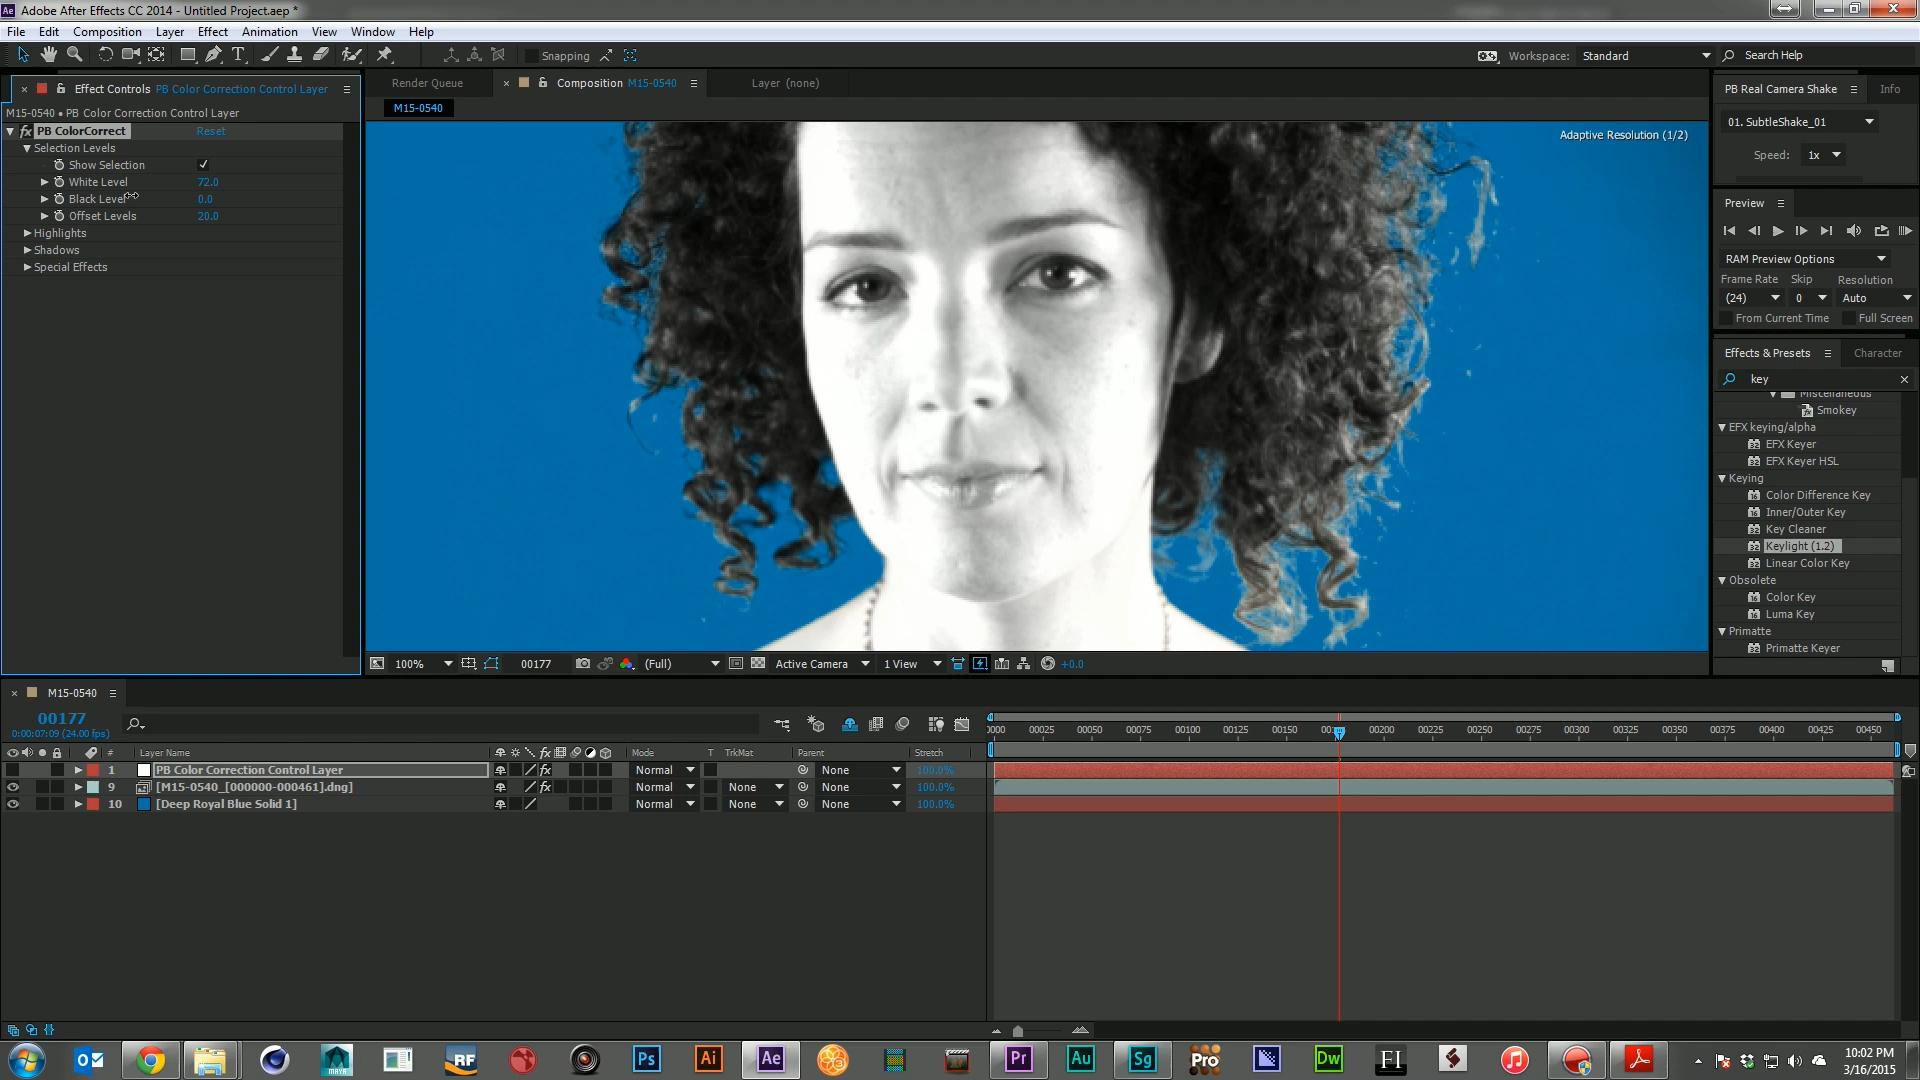 Adobe After Effects CC 2014 - Untitled Project.aep *
File Edit Composition Layer Effect Animation View Window Help
Snapping
Workspace: Standard Search Help
Effect Controls PB Color Correction Control Layer
M15-0540 • PB Color Correction Control Layer
fx PB ColorCorrect Reset
Selection Levels
Show Selection
White Level 72.0
Black Level 0.0
Offset Levels 20.0
Highlights
Shadows
Special Effects
Render Queue Composition M15-0540 Layer (none)
M15-0540
Adaptive Resolution (1/2)
100% 00177 (Full) Active Camera 1 View +0.0
PB Real Camera Shake Info
01. SubtleShake_01
Speed: 1x
Preview
RAM Preview Options
Frame Rate Skip Resolution
(24) 0 Auto
From Current Time Full Screen
Effects & Presets Character
key
Miscellaneous
Smokey
EFX keying/alpha
EFX Keyer
EFX Keyer HSL
Keying
Color Difference Key
Inner/Outer Key
Key Cleaner
Keylight (1.2)
Linear Color Key
Obsolete
Color Key
Luma Key
Primatte
Primatte Keyer
M15-0540
00177
0:00:07:09 (24.00 fps)
# Layer Name Mode T TrkMat Parent Stretch
0000 00025 00050 00075 00100 00125 00150 00200 00225 00250 00275 00300 00325 00350 00375 00400 00425 00450
1 PB Color Correction Control Layer Normal None 100.0%
9 [M15-0540_[000000-000461].dng] Normal None None 100.0%
10 [Deep Royal Blue Solid 1] Normal None None 100.0%
MAYA RF Ps Ai Ae Pr Au Sg Pro Dw FI
10:02 PM
3/16/2015